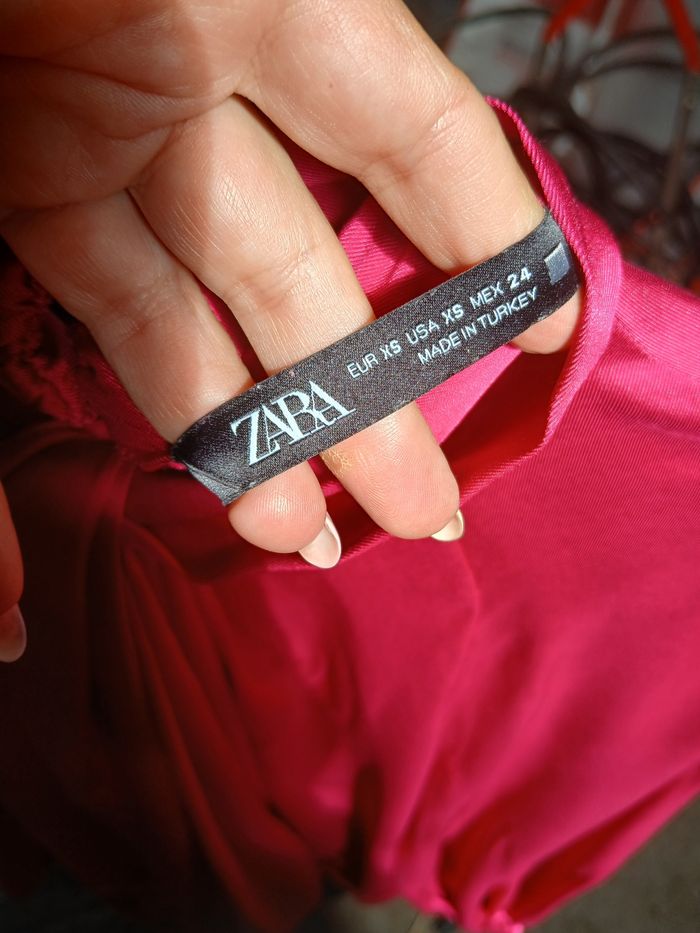 ZARA
EUR XS USA XS MEX 24
MADE IN TURKEY